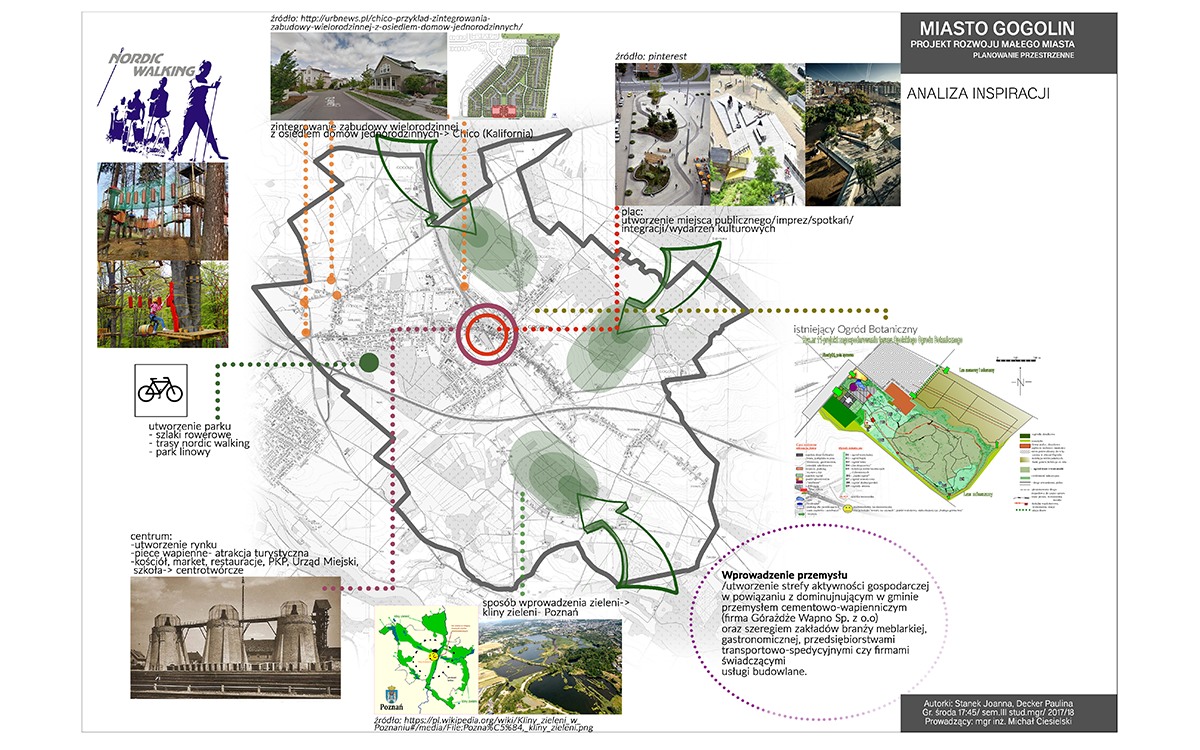 źródło: http://urbnews.pl/chico-przyklad-zintegrowania-
zabudowy-wielorodzinnej-z-osiedlem-domow-jednorodzinnych/
MIASTO GOGOLIN
PROJEKT ROZWOJU MAŁEGO MIASTA
PLANOWANIE PRZESTRZENNE
ANALIZA INSPIRACJI
NORDIC
WALKING
źródło: pinterest
zintegrowanie zabudowy wielorodzinnej
z osiedlem domów jednorodzinnych-> Chico (Kalifornia)
plac:
utworzenie miejsca publicznego/imprez/spotkań/
integracji/wydarzeń kulturowych
istniejący Ogród Botaniczny
utworzenie parku
- szlaki rowerowe
- trasy nordic walking
- park linowy
centrum:
-utworzenie rynku
-piece wapienne- atrakcja turystyczna
-kościół, market, restauracje, PKP, Urząd Miejski,
szkoła-> centrotwórcze
sposób wprowadzenia zieleni->
kliny zieleni- Poznań
Poznań
źródło: https://pl.wikipedia.org/wiki/Kliny_zieleni_w_
Poznaniu#/media/File:Pozna%C5%84,_kliny_zieleni.png
Wprowadzenie przemysłu
/utworzenie strefy aktywności gospodarczej
w powiązaniu z dominujnującym w gminie
przemysłem cementowo-wapienniczym
(firma Górażdże Wapno Sp. z o.o)
oraz szeregiem zakładów branży meblarkiej,
gastronomicznej, przedsiębiorstwami
transportowo-spedycyjnymi czy firmami
świadczącymi
usługi budowlane.
Autorki: Stanek Joanna, Decker Paulina
Gr. środa 17:45/ sem.III stud.mgr/ 2017/18
Prowadzący: mgr inż. Michał Ciesielski